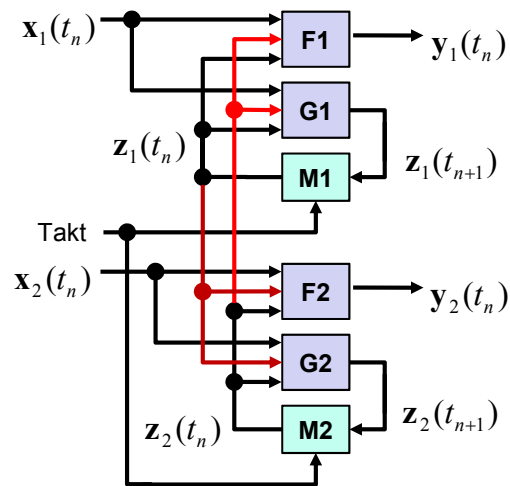 𝐱₁(tₙ) F1 𝐲₁(tₙ)
G1
𝐳₁(tₙ) 𝐳₁(tₙ₊₁)
M1
Takt
𝐱₂(tₙ) F2 𝐲₂(tₙ)
G2
𝐳₂(tₙ) M2 𝐳₂(tₙ₊₁)